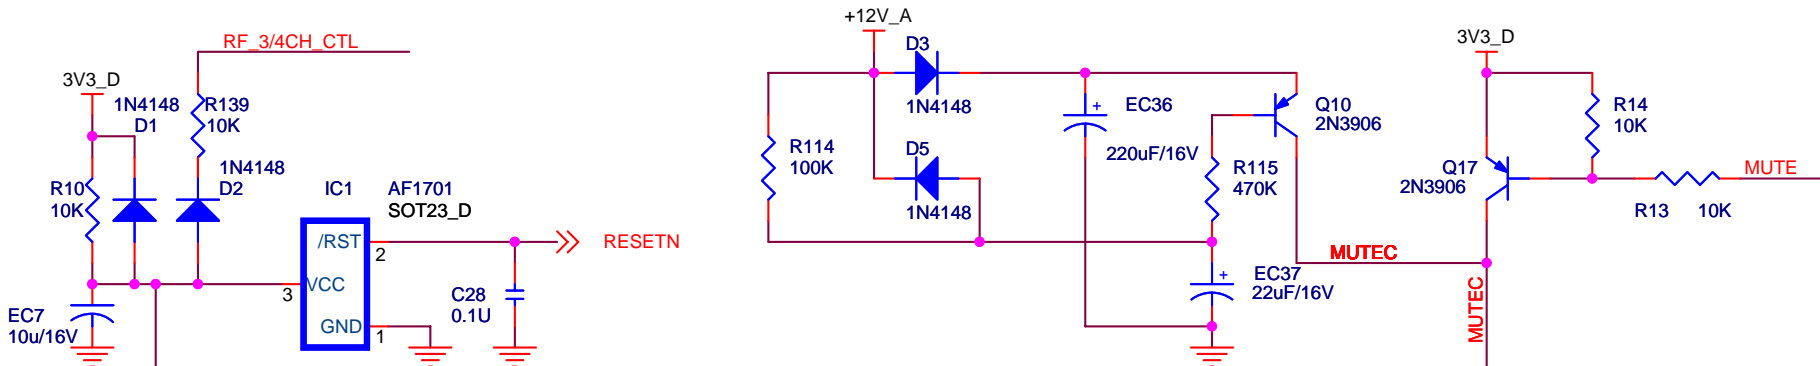 RF_3/4CH_CTL
3V3_D
1N4148
D1
R139
10K
1N4148
D2
R10
10K
IC1
AF1701
SOT23_D
/RST
2
VCC
3
GND
1
RESETN
EC7
10u/16V
C28
0.1U
+12V_A
D3
1N4148
EC36
+
220uF/16V
Q10
2N3906
R114
100K
D5
1N4148
R115
470K
MUTEC
EC37
+
22uF/16V
3V3_D
R14
10K
Q17
2N3906
MUTE
R13
10K
MUTEC